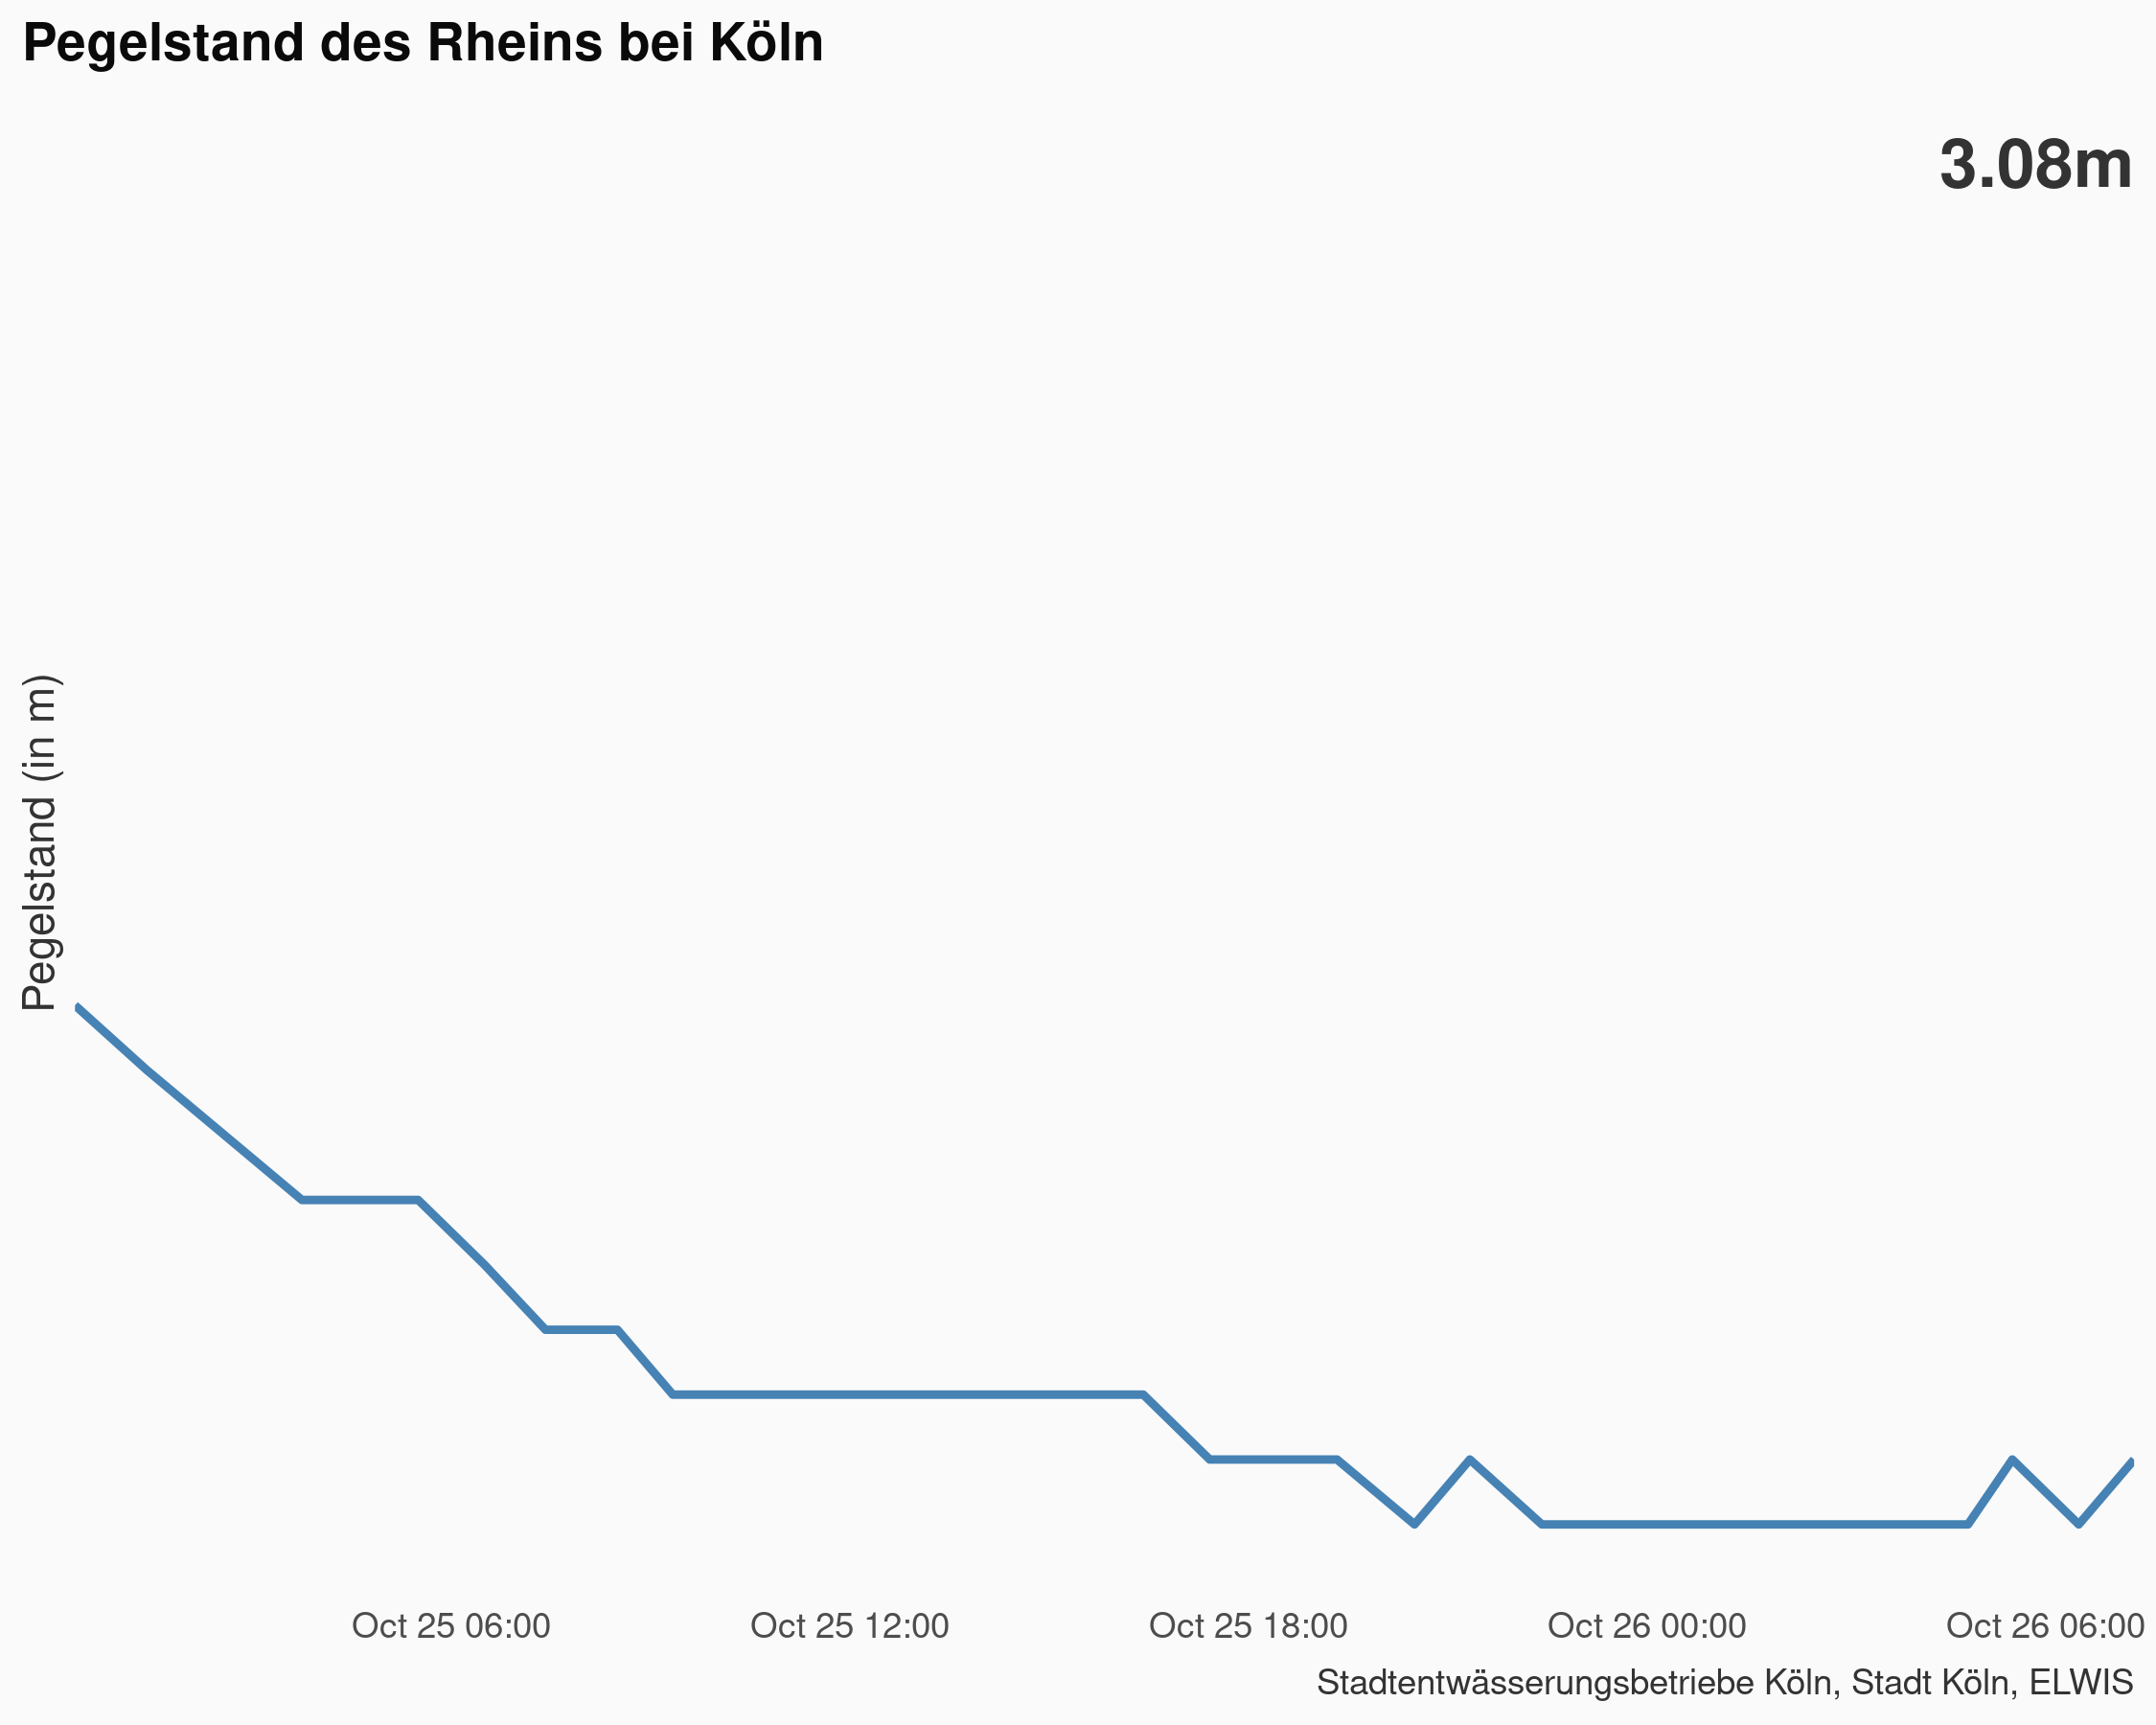 Pegelstand des Rheins bei Köln
3.08m
Pegelstand (in m)
Oct 25 06:00
Oct 25 12:00
Oct 25 18:00
Oct 26 00:00
Oct 26 06:00
Stadtentwässerungsbetriebe Köln, Stadt Köln, ELWIS